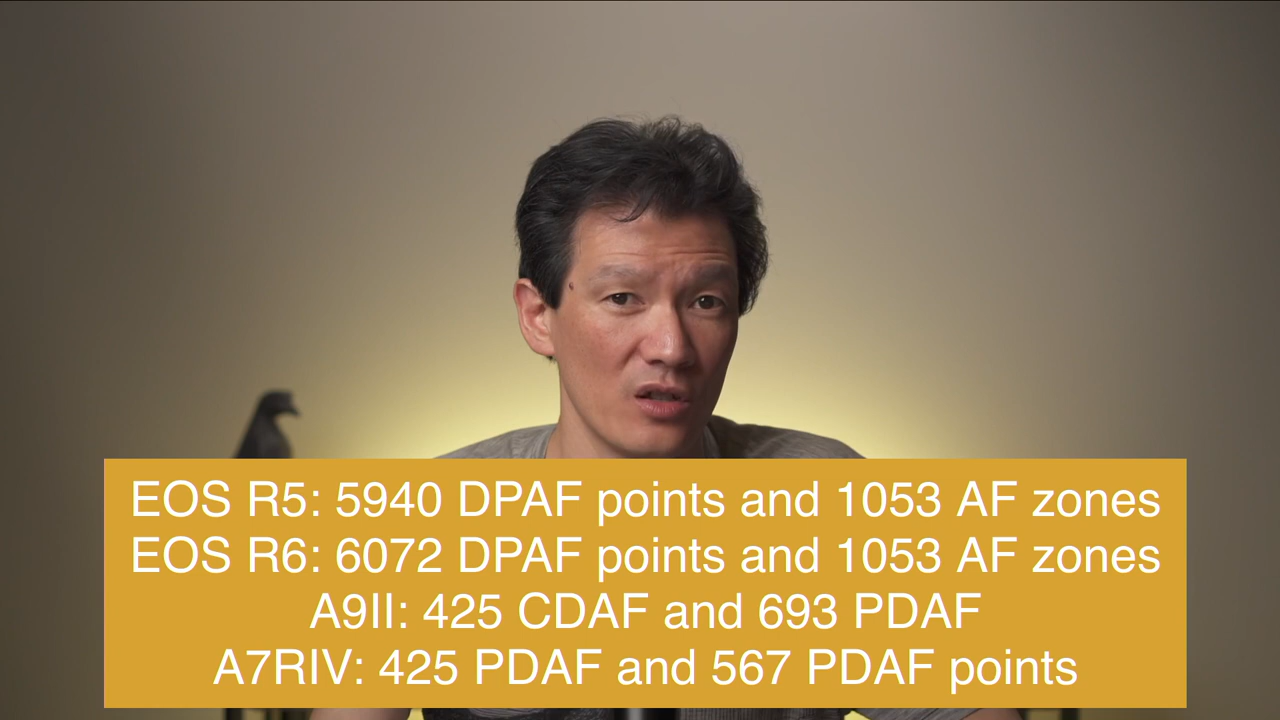 EOS R5: 5940 DPAF points and 1053 AF zones
EOS R6: 6072 DPAF points and 1053 AF zones
A9II: 425 CDAF and 693 PDAF
A7RIV: 425 PDAF and 567 PDAF points